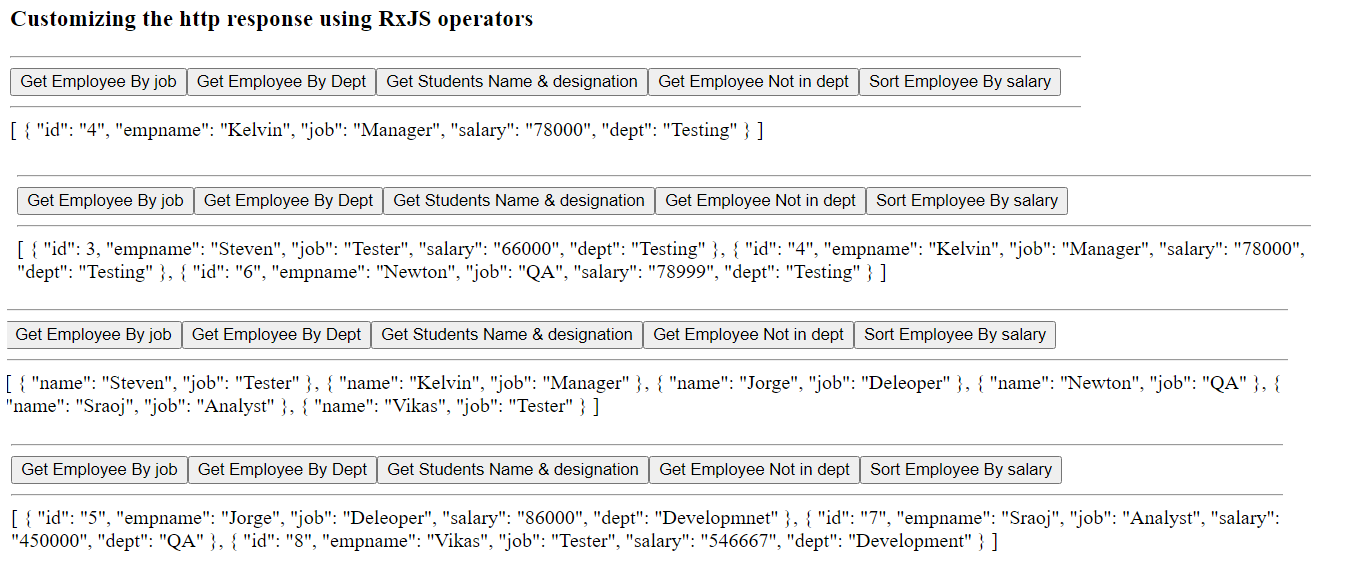 Customizing the http response using RxJS operators
Get Employee By job Get Employee By Dept Get Students Name & designation Get Employee Not in dept Sort Employee By salary
[ { "id": "4", "empname": "Kelvin", "job": "Manager", "salary": "78000", "dept": "Testing" } ]
Get Employee By job Get Employee By Dept Get Students Name & designation Get Employee Not in dept Sort Employee By salary
[ { "id": 3, "empname": "Steven", "job": "Tester", "salary": "66000", "dept": "Testing" }, { "id": "4", "empname": "Kelvin", "job": "Manager", "salary": "78000",
"dept": "Testing" }, { "id": "6", "empname": "Newton", "job": "QA", "salary": "78999", "dept": "Testing" } ]
Get Employee By job Get Employee By Dept Get Students Name & designation Get Employee Not in dept Sort Employee By salary
[ { "name": "Steven", "job": "Tester" }, { "name": "Kelvin", "job": "Manager" }, { "name": "Jorge", "job": "Deleoper" }, { "name": "Newton", "job": "QA" }, {
"name": "Sraoj", "job": "Analyst" }, { "name": "Vikas", "job": "Tester" } ]
Get Employee By job Get Employee By Dept Get Students Name & designation Get Employee Not in dept Sort Employee By salary
[ { "id": "5", "empname": "Jorge", "job": "Deleoper", "salary": "86000", "dept": "Developmnet" }, { "id": "7", "empname": "Sraoj", "job": "Analyst", "salary":
"450000", "dept": "QA" }, { "id": "8", "empname": "Vikas", "job": "Tester", "salary": "546667", "dept": "Development" } ]